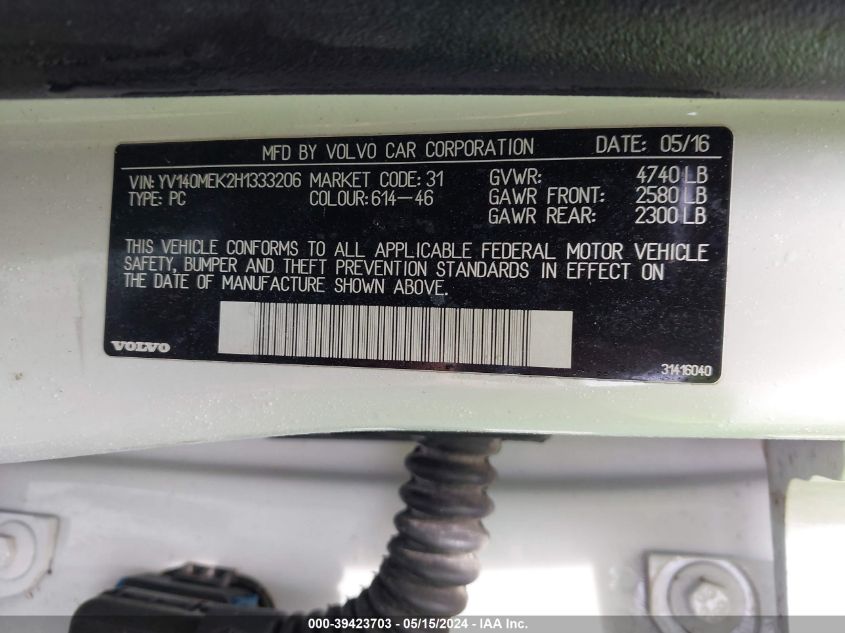 MFD BY VOLVO CAR CORPORATION DATE: 05/16
VIN: YV140MEK2H1333206 MARKET CODE: 31 GVWR: 4740 LB
TYPE: PC COLOUR: 614-46 GAWR FRONT: 2580 LB
GAWR REAR: 2300 LB
THIS VEHICLE CONFORMS TO ALL APPLICABLE FEDERAL MOTOR VEHICLE
SAFETY, BUMPER AND THEFT PREVENTION STANDARDS IN EFFECT ON
THE DATE OF MANUFACTURE SHOWN ABOVE.
VOLVO
31416040
000-39423703 - 05/15/2024 - IAA Inc.